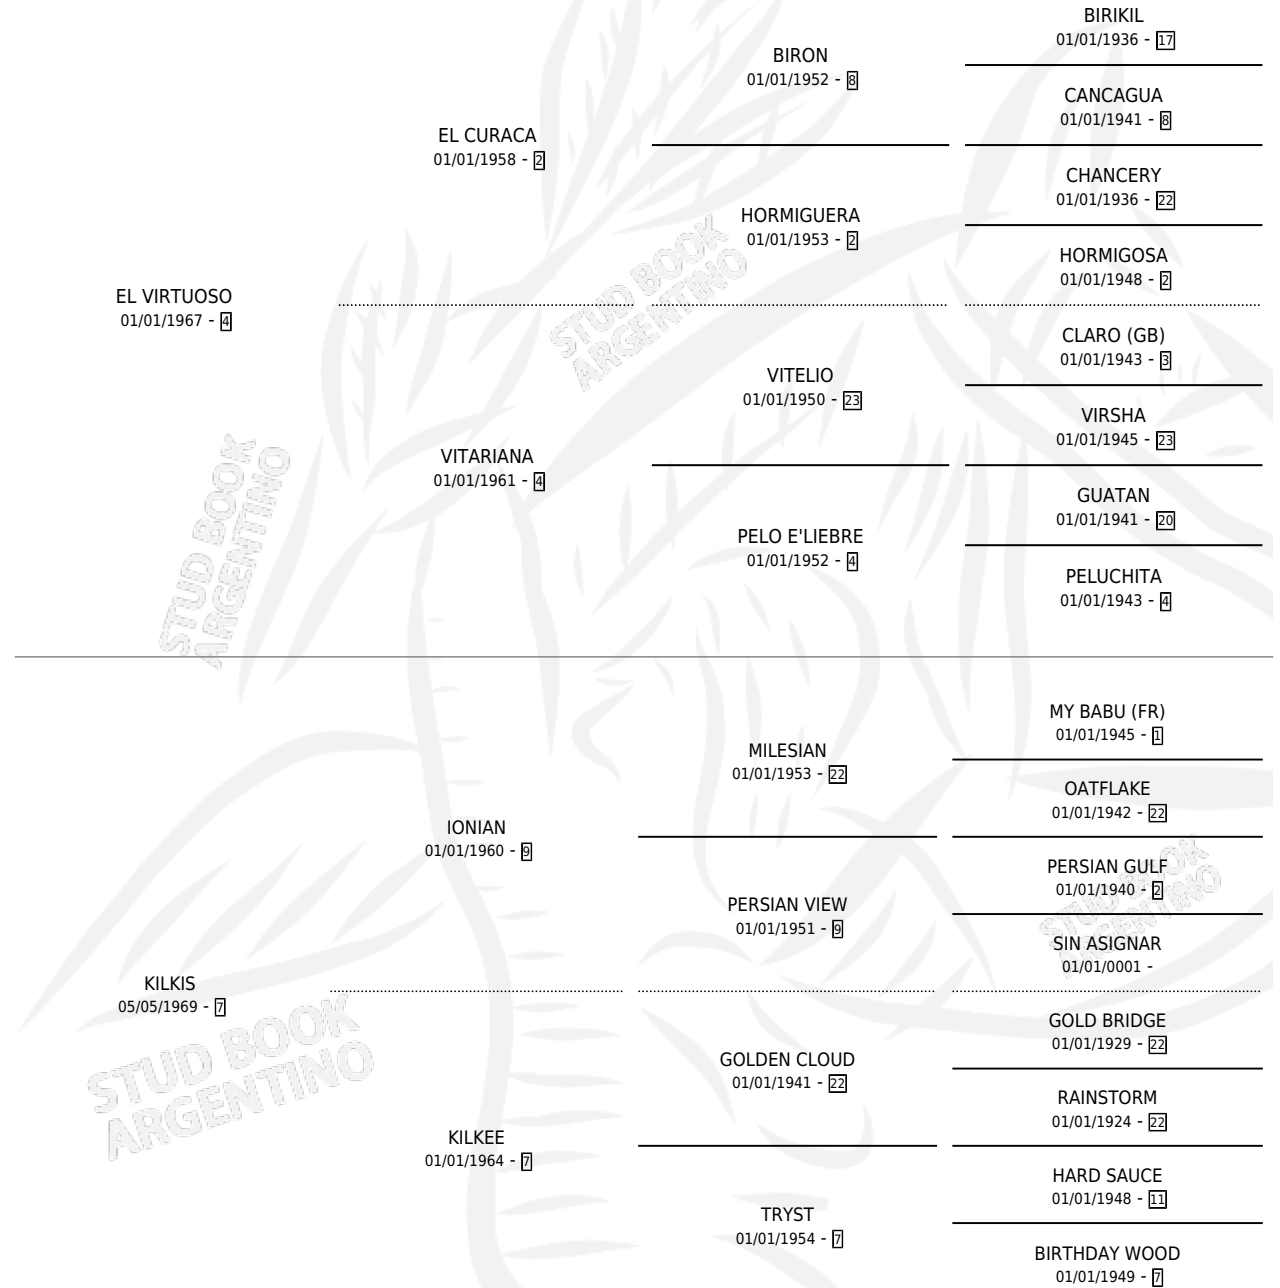 BIRIKIL
01/01/1936 - 17
BIRON
01/01/1952 - 8
CANCAGUA
01/01/1941 - 8
EL CURACA
01/01/1958 - 2
CHANCERY
01/01/1936 - 22
HORMIGUERA
01/01/1953 - 2
HORMIGOSA
01/01/1948 - 2
EL VIRTUOSO
01/01/1967 - 4
STUD BOOK
ARGENTINO
CLARO (GB)
01/01/1943 - 3
VITELIO
01/01/1950 - 23
VIRSHA
01/01/1945 - 23
VITARIANA
01/01/1961 - 4
GUATAN
01/01/1941 - 20
PELO E'LIEBRE
01/01/1952 - 4
PELUCHITA
01/01/1943 - 4
STUD BOOK
ARGENTINO
MY BABU (FR)
01/01/1945 - 1
MILESIAN
01/01/1953 - 22
OATFLAKE
01/01/1942 - 22
IONIAN
01/01/1960 - 9
PERSIAN GULF
01/01/1940 - 2
PERSIAN VIEW
01/01/1951 - 9
SIN ASIGNAR
01/01/0001 -
STUD BOOK
ARGENTINO
KILKIS
05/05/1969 - 7
GOLD BRIDGE
01/01/1929 - 22
GOLDEN CLOUD
01/01/1941 - 22
RAINSTORM
01/01/1924 - 22
STUD BOOK
ARGENTINO
KILKEE
01/01/1964 - 7
HARD SAUCE
01/01/1948 - 11
TRYST
01/01/1954 - 7
BIRTHDAY WOOD
01/01/1949 - 7